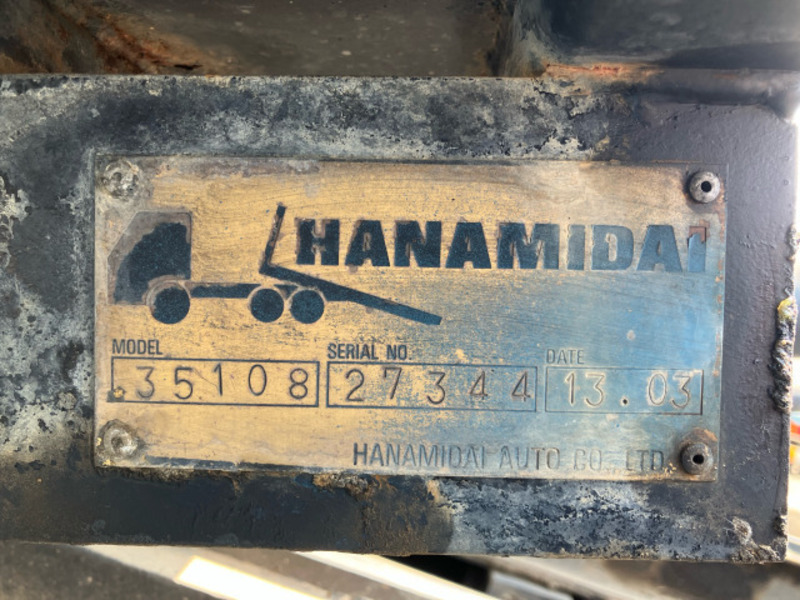 HANAMIDAI
MODEL SERIAL NO. DATE
35108 27344 13.03
HANAMIDAI AUTO CO., LTD.